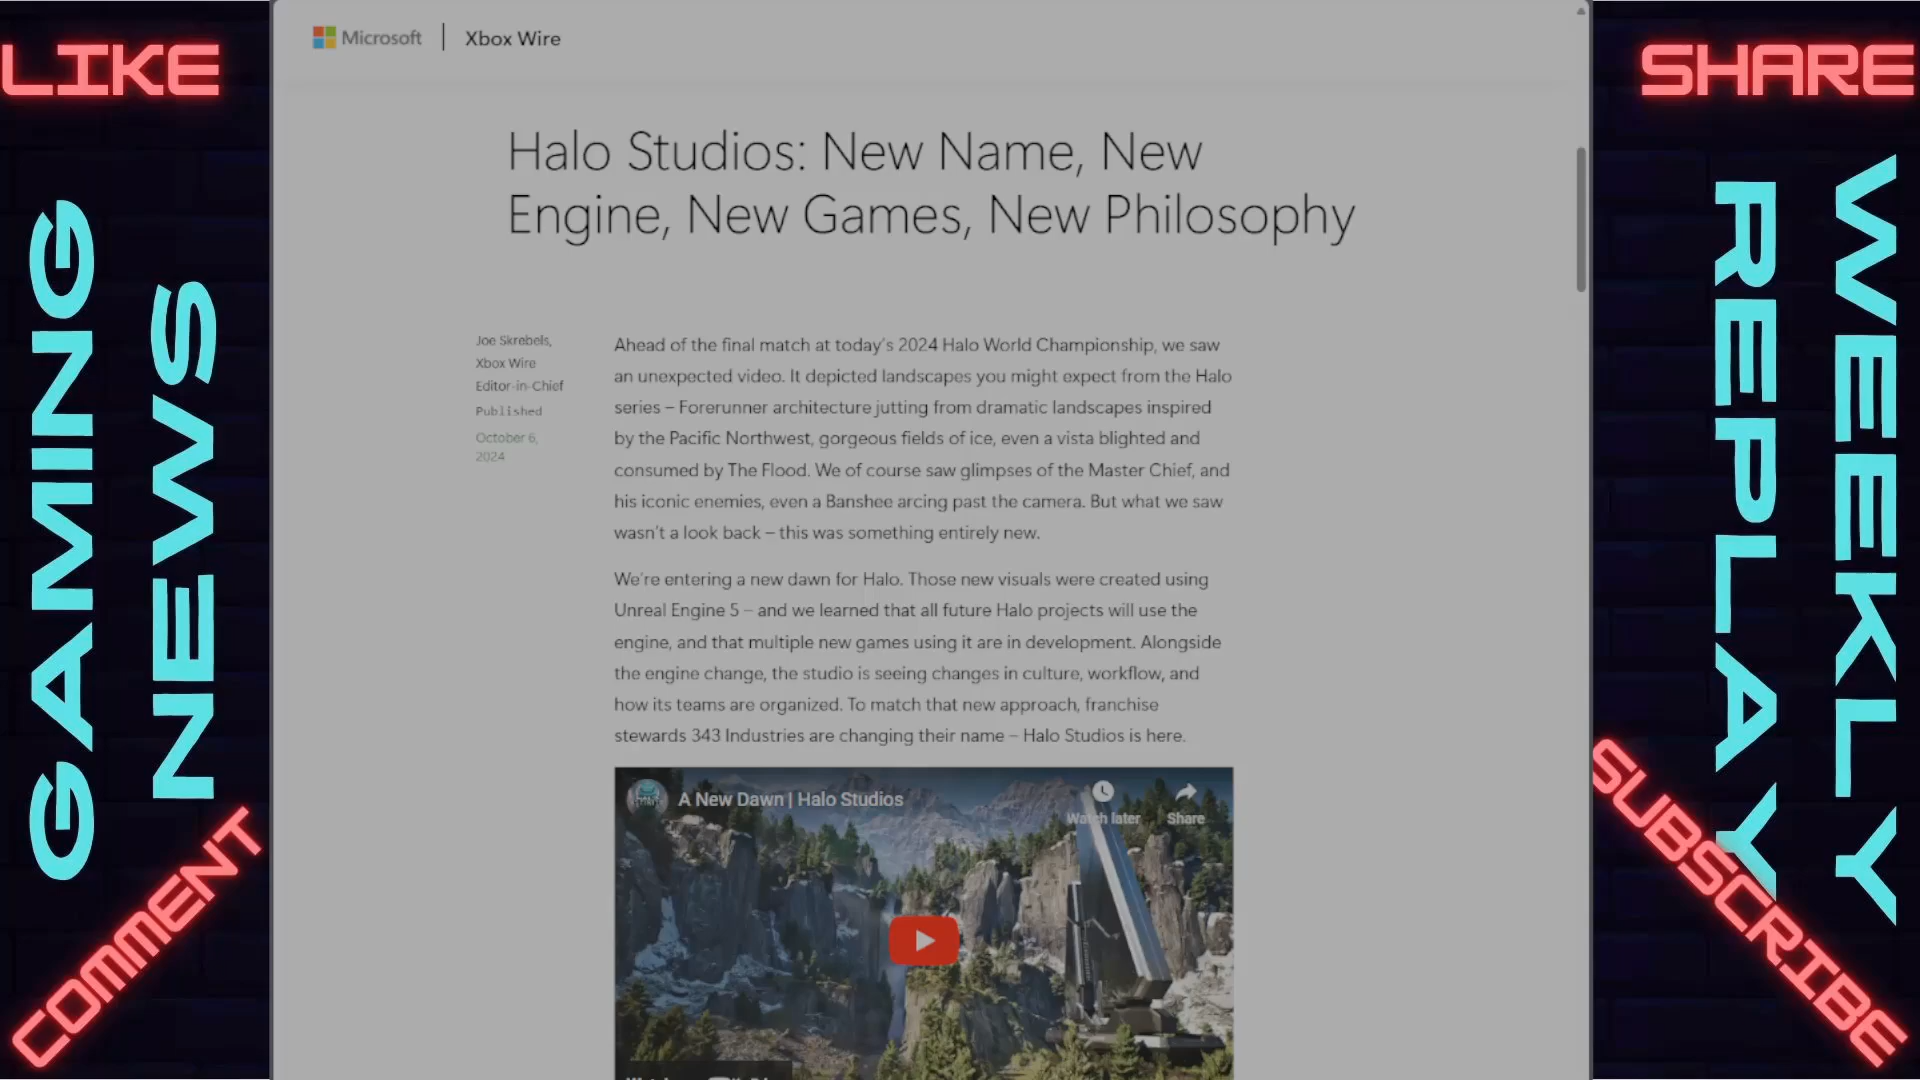 LIKE
GAMING
NEWS
COMMENT
Microsoft
Xbox Wire
Halo Studios: New Name, New
Engine, New Games, New Philosophy
Joe Skrebels,
Xbox Wire
Editor-in-Chief
Published
October 6,
2024
Ahead of the final match at today's 2024 Halo World Championship, we saw
an unexpected video. It depicted landscapes you might expect from the Halo
series – Forerunner architecture jutting from dramatic landscapes inspired
by the Pacific Northwest, gorgeous fields of ice, even a vista blighted and
consumed by The Flood. We of course saw glimpses of the Master Chief, and
his iconic enemies, even a Banshee arcing past the camera. But what we saw
wasn't a look back – this was something entirely new.
We're entering a new dawn for Halo. Those new visuals were created using
Unreal Engine 5 – and we learned that all future Halo projects will use the
engine, and that multiple new games using it are in development. Alongside
the engine change, the studio is seeing changes in culture, workflow, and
how its teams are organized. To match that new approach, franchise
stewards 343 Industries are changing their name – Halo Studios is here.
A New Dawn | Halo Studios
Watch later
Share
SHARE
WEEKLY
REPLAY
SUBSCRIBE